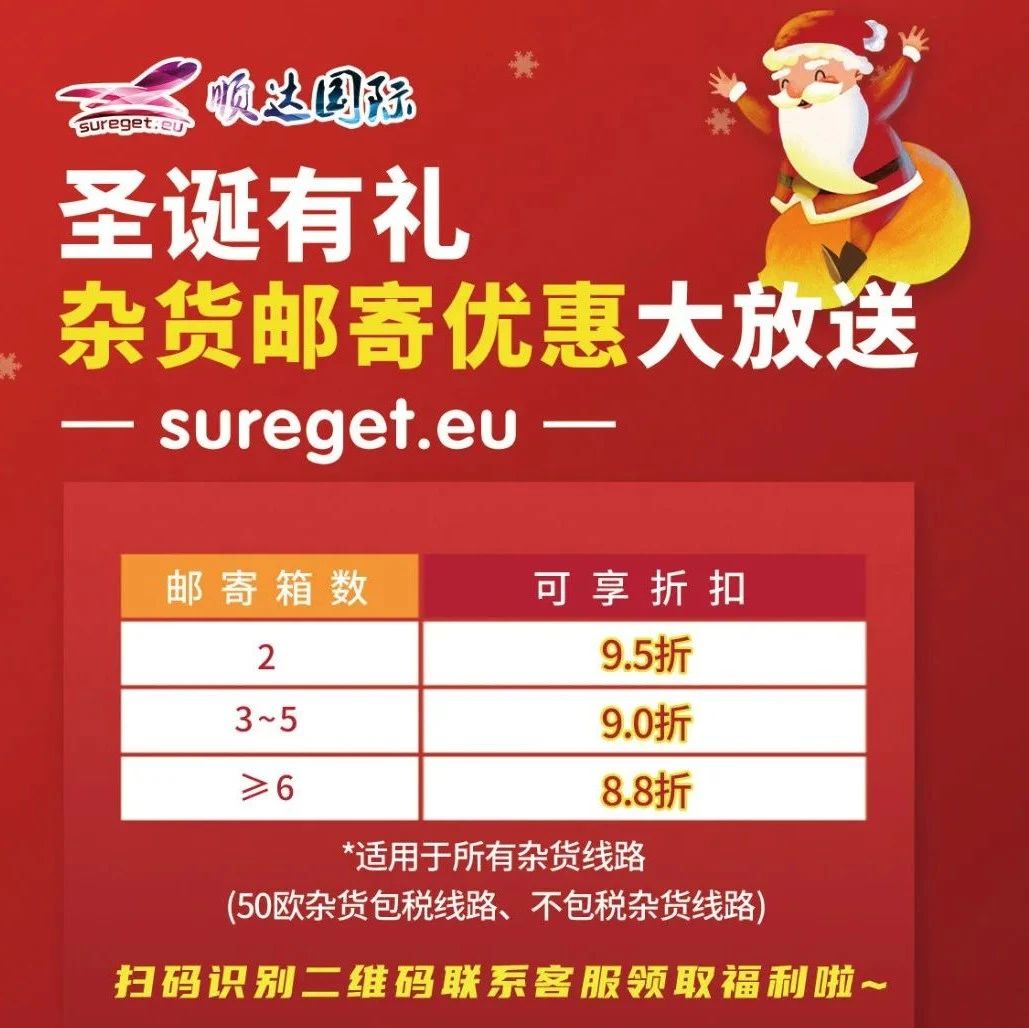 sureget.eu 顺达国际
圣诞有礼
杂货邮寄优惠大放送
— sureget.eu —
邮寄箱数 可享折扣
2 9.5折
3~5 9.0折
≥6 8.8折
*适用于所有杂货线路
(50欧杂货包税线路、不包税杂货线路)
扫码识别二维码联系客服领取福利啦~